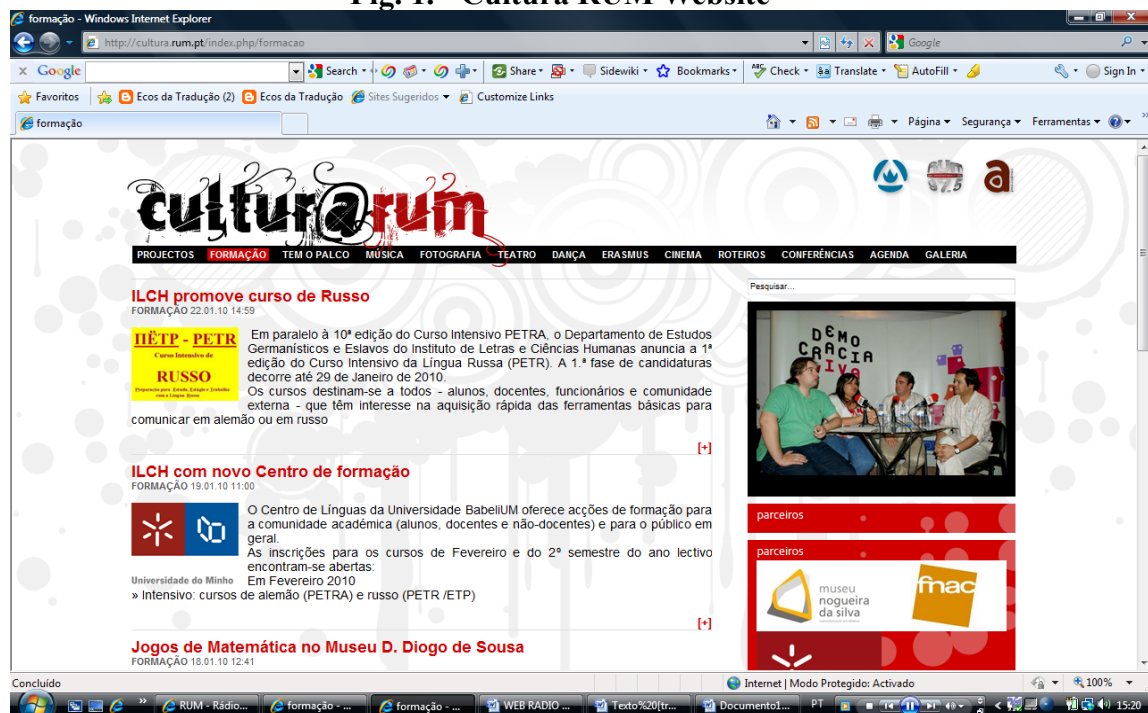 Fig. 1. Cultura RUM Website
formação - Windows Internet Explorer
http://cultura.rum.pt/index.php/formacao
Google
x Google Search Share Sidewiki Bookmarks Check Translate AutoFill Sign In
Favoritos Ecos da Tradução (2) Ecos da Tradução Sites Sugeridos Customize Links
formação Página Segurança Ferramentas
cultur@rum
97.5
a
PROJECTOS FORMAÇÃO TEM O PALCO MÚSICA FOTOGRAFIA TEATRO DANÇA ERASMUS CINEMA ROTEIROS CONFERÊNCIAS AGENDA GALERIA
ILCH promove curso de Russo
FORMAÇÃO 22.01.10 14:59
ПЁТР - PETR
Curso Intensivo de
RUSSO
Em paralelo à 10ª edição do Curso Intensivo PETRA, o Departamento de Estudos
Germanísticos e Eslavos do Instituto de Letras e Ciências Humanas anuncia a 1ª
edição do Curso Intensivo da Língua Russa (PETR). A 1.ª fase de candidaturas
decorre até 29 de Janeiro de 2010.
Os cursos destinam-se a todos - alunos, docentes, funcionários e comunidade
externa - que têm interesse na aquisição rápida das ferramentas básicas para
comunicar em alemão ou em russo
[+]
ILCH com novo Centro de formação
FORMAÇÃO 19.01.10 11:00
Universidade do Minho
O Centro de Línguas da Universidade BabeliUM oferece acções de formação para
a comunidade académica (alunos, docentes e não-docentes) e para o público em
geral.
As inscrições para os cursos de Fevereiro e do 2º semestre do ano lectivo
encontram-se abertas:
Em Fevereiro 2010
» Intensivo: cursos de alemão (PETRA) e russo (PETR /ETP)
[+]
Jogos de Matemática no Museu D. Diogo de Sousa
FORMAÇÃO 18.01.10 12:41
Pesquisar...
DEMO
CRACIA
IVA
parceiros
parceiros
museu
nogueira
da silva
fnac
Concluído Internet | Modo Protegido: Activado 100%
RUM - Rádio... formação - ... formação - ... WEB RADIO ... Texto%20[tr... Documento1... PT 15:20